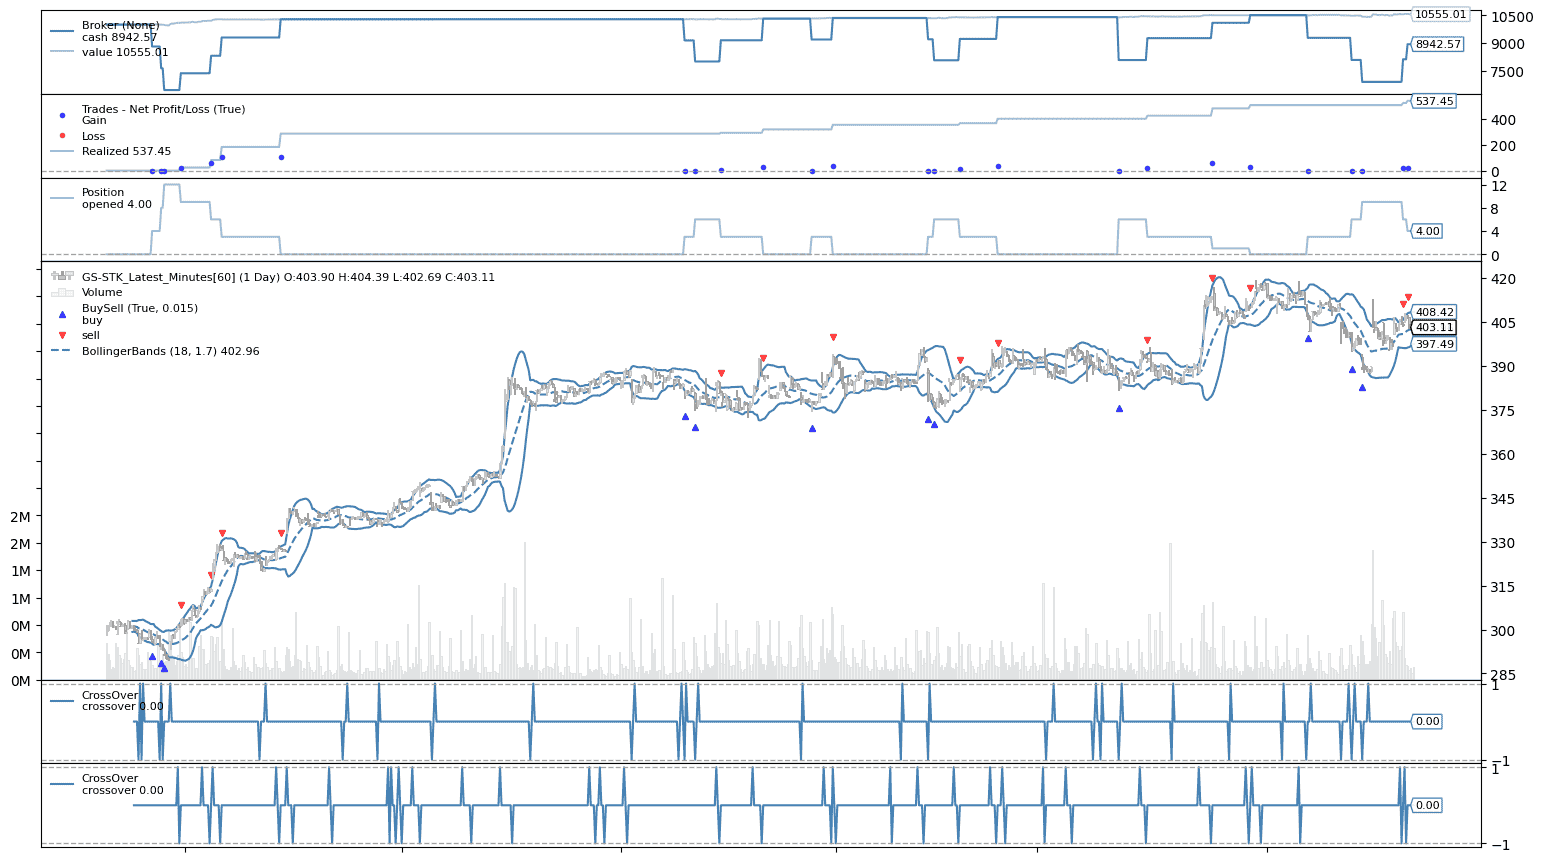 Broker (None)
cash 8942.57
value 10555.01
10555.01
8942.57
10500
9000
7500
Trades - Net Profit/Loss (True)
Gain
Loss
Realized 537.45
537.45
400
200
0
Position
opened 4.00
4.00
12
8
4
0
GS-STK_Latest_Minutes[60] (1 Day) O:403.90 H:404.39 L:402.69 C:403.11
Volume
BuySell (True, 0.015)
buy
sell
BollingerBands (18, 1.7) 402.96
408.42
403.11
397.49
420
405
390
375
360
345
330
315
300
285
2M
2M
1M
1M
0M
0M
0M
CrossOver
crossover 0.00
0.00
1
−1
CrossOver
crossover 0.00
0.00
1
−1